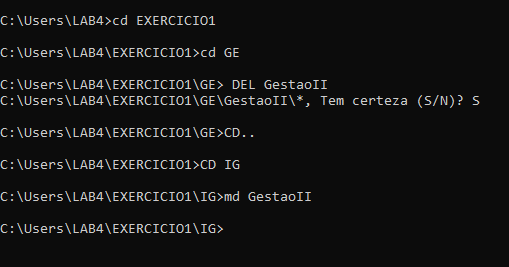 C:\Users\LAB4>cd EXERCICIO1
C:\Users\LAB4\EXERCICIO1>cd GE
C:\Users\LAB4\EXERCICIO1\GE> DEL GestaoII
C:\Users\LAB4\EXERCICIO1\GE\GestaoII\*, Tem certeza (S/N)? S
C:\Users\LAB4\EXERCICIO1\GE>CD..
C:\Users\LAB4\EXERCICIO1>CD IG
C:\Users\LAB4\EXERCICIO1\IG>md GestaoII
C:\Users\LAB4\EXERCICIO1\IG>